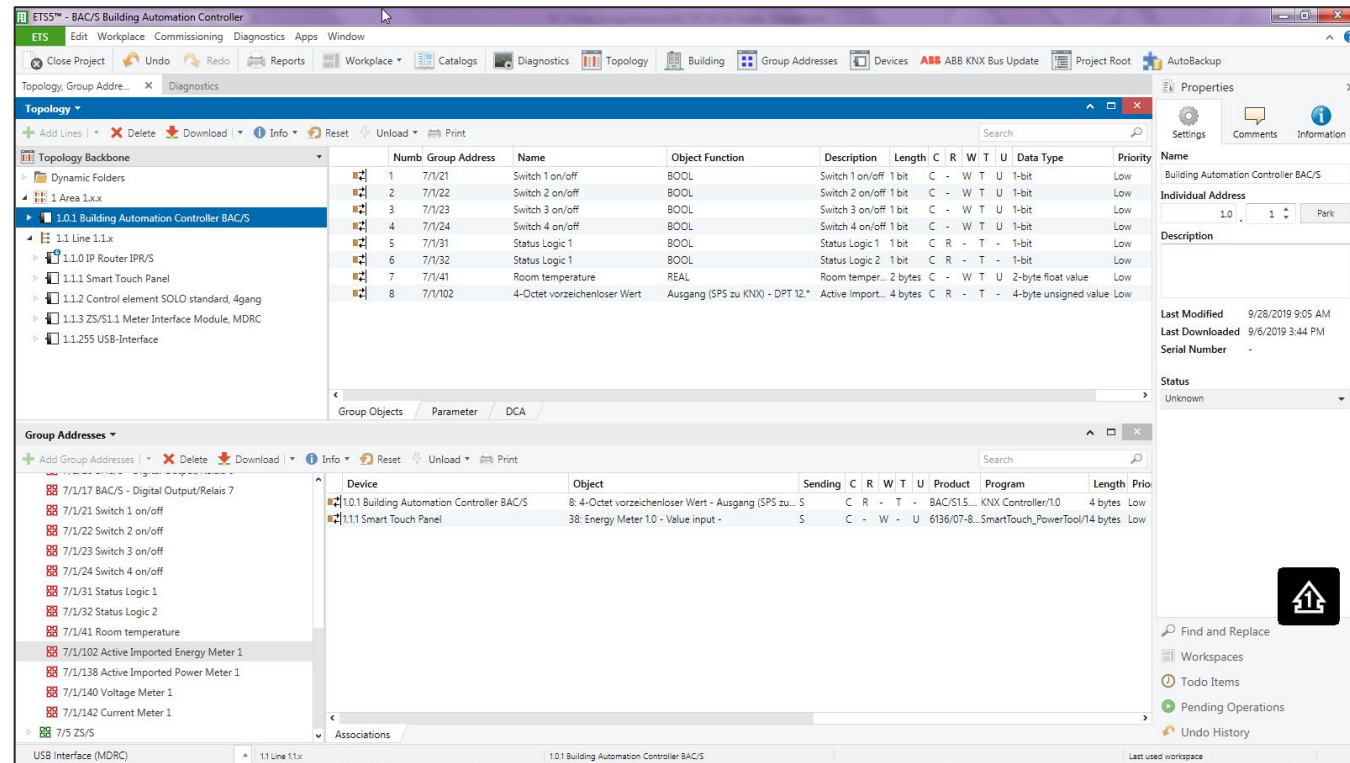 ETS5™ - BAC/S Building Automation Controller
ETS Edit Workplace Commissioning Diagnostics Apps Window
Close Project Undo Redo Reports Workplace Catalogs Diagnostics Topology Building Group Addresses Devices ABB ABB KNX Bus Update Project Root AutoBackup
Topology, Group Addre... X Diagnostics
Topology
Add Lines Delete Download Info Reset Unload Print Search
Topology Backbone
Dynamic Folders
1 Area 1.x.x
1.0.1 Building Automation Controller BAC/S
1.1 Line 1.1.x
1.1.0 IP Router IPR/S
1.1.1 Smart Touch Panel
1.1.2 Control element SOLO standard, 4gang
1.1.3 ZS/S1.1 Meter Interface Module, MDRC
1.1.255 USB-Interface
Numb Group Address Name Object Function Description Length C R W T U Data Type Priority
1 7/1/21 Switch 1 on/off BOOL Switch 1 on/off 1 bit C - W T U 1-bit Low
2 7/1/22 Switch 2 on/off BOOL Switch 2 on/off 1 bit C - W T U 1-bit Low
3 7/1/23 Switch 3 on/off BOOL Switch 3 on/off 1 bit C - W T U 1-bit Low
4 7/1/24 Switch 4 on/off BOOL Switch 4 on/off 1 bit C - W T U 1-bit Low
5 7/1/31 Status Logic 1 BOOL Status Logic 1 1 bit C R - T - 1-bit Low
6 7/1/32 Status Logic 1 BOOL Status Logic 2 1 bit C R - T - 1-bit Low
7 7/1/41 Room temperature REAL Room temper... 2 bytes C - W T U 2-byte float value Low
8 7/1/102 4-Octet vorzeichenloser Wert Ausgang (SPS zu KNX) - DPT 12.* Active Import... 4 bytes C R - T - 4-byte unsigned value Low
Group Objects Parameter DCA
Group Addresses
Add Group Addresses Delete Download Info Reset Unload Print Search
7/1/17 BAC/S - Digital Output/Relais 7
7/1/21 Switch 1 on/off
7/1/22 Switch 2 on/off
7/1/23 Switch 3 on/off
7/1/24 Switch 4 on/off
7/1/31 Status Logic 1
7/1/32 Status Logic 2
7/1/41 Room temperature
7/1/102 Active Imported Energy Meter 1
7/1/138 Active Imported Power Meter 1
7/1/140 Voltage Meter 1
7/1/142 Current Meter 1
7/5 ZS/S
Device Object Sending C R W T U Product Program Length Prio
1.0.1 Building Automation Controller BAC/S 8: 4-Octet vorzeichenloser Wert - Ausgang (SPS zu... S C R - T - BAC/S1.5.... KNX Controller/1.0 4 bytes Low
1.1.1 Smart Touch Panel 38: Energy Meter 1.0 - Value input - S C - W - U 6136/07-8... SmartTouch_PowerTool/1 4 bytes Low
Associations
Properties
Settings Comments Information
Name
Building Automation Controller BAC/S
Individual Address
1.0 . 1 Park
Description
Last Modified 9/28/2019 9:05 AM
Last Downloaded 9/6/2019 3:44 PM
Serial Number -
Status
Unknown
1
Find and Replace
Workspaces
Todo Items
Pending Operations
Undo History
USB Interface (MDRC) 1.1 Line 1.1.x 1.0.1 Building Automation Controller BAC/S Last used workspace